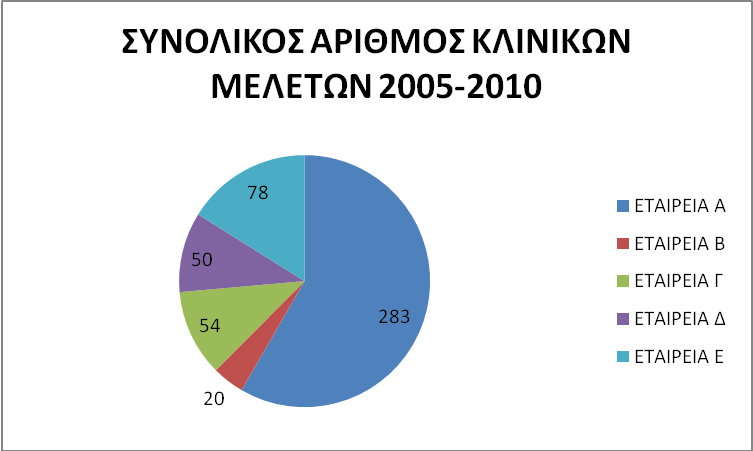 ΣΥΝΟΛΙΚΟΣ ΑΡΙΘΜΟΣ ΚΛΙΝΙΚΩΝ
ΜΕΛΕΤΩΝ 2005-2010
78
50
54
20
283
ΕΤΑΙΡΕΙΑ Α
ΕΤΑΙΡΕΙΑ Β
ΕΤΑΙΡΕΙΑ Γ
ΕΤΑΙΡΕΙΑ Δ
ΕΤΑΙΡΕΙΑ Ε